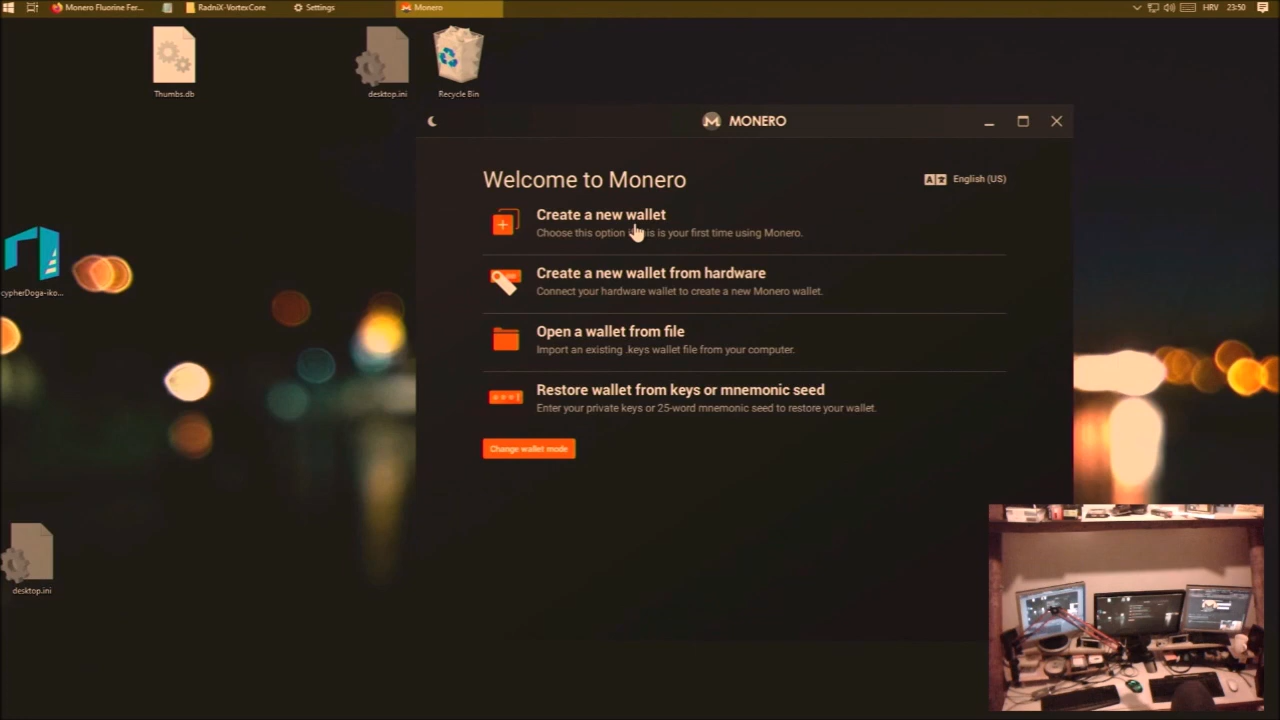 Monero Fluorine Fer...
RadniX-VortexCore
Settings
Monero
HRV
23:50
Thumbs.db
desktop.ini
Recycle Bin
MONERO
Welcome to Monero
English (US)
Create a new wallet
Choose this option is is your first time using Monero.
cypherDoga-iko...
Create a new wallet from hardware
Connect your hardware wallet to create a new Monero wallet.
Open a wallet from file
Import an existing .keys wallet file from your computer.
Restore wallet from keys or mnemonic seed
Enter your private keys or 25-word mnemonic seed to restore your wallet.
Change wallet mode
desktop.ini